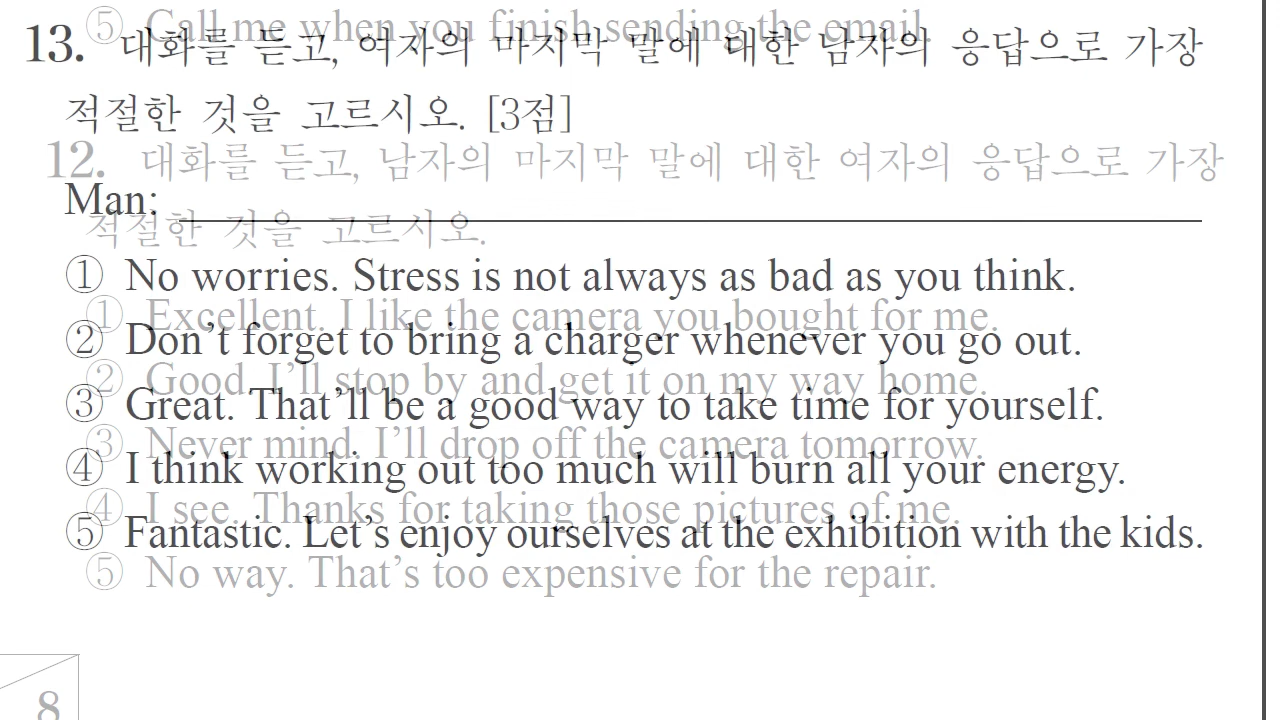 ⑤ Call me when you finish sending the email.
13. 대화를 듣고, 여자의 마지막 말에 대한 남자의 응답으로 가장
적절한 것을 고르시오. [3점]
12. 대화를 듣고, 남자의 마지막 말에 대한 여자의 응답으로 가장
Man:
적절한 것을 고르시오.
① No worries. Stress is not always as bad as you think.
① Excellent. I like the camera you bought for me.
② Don’t forget to bring a charger whenever you go out.
② Good. I’ll stop by and get it on my way home.
③ Great. That’ll be a good way to take time for yourself.
③ Never mind. I’ll drop off the camera tomorrow.
④ I think working out too much will burn all your energy.
④ I see. Thanks for taking those pictures of me.
⑤ Fantastic. Let’s enjoy ourselves at the exhibition with the kids.
⑤ No way. That’s too expensive for the repair.
8